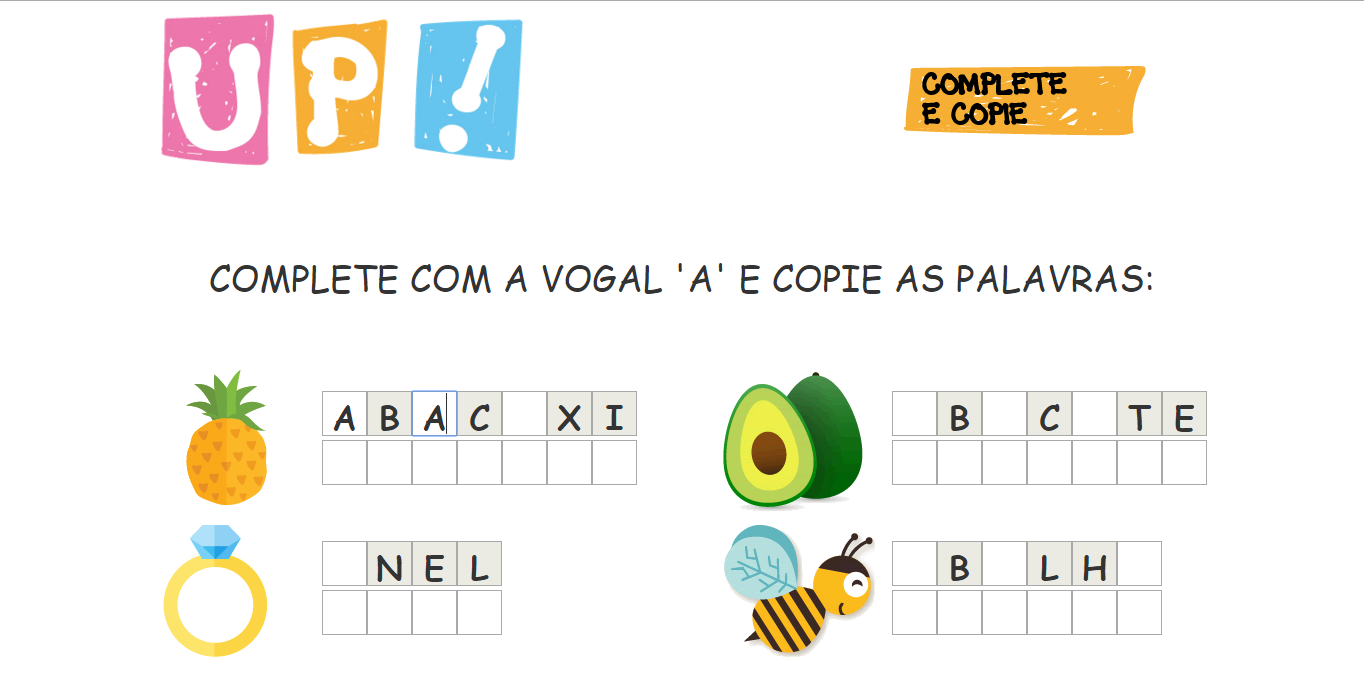 UP!
COMPLETE
E COPIE
COMPLETE COM A VOGAL 'A' E COPIE AS PALAVRAS:
A B A C   X I
B   C   T E
N E L
B   L H